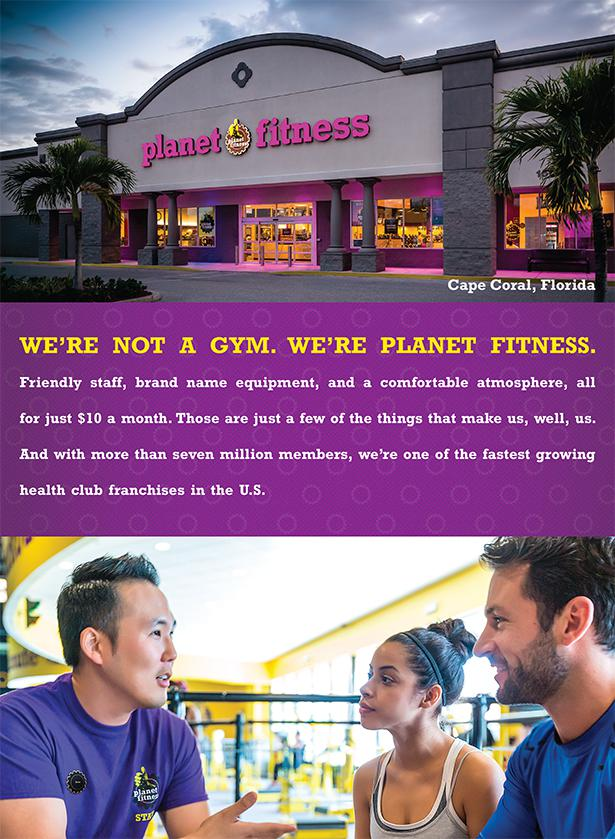 planet fitness
planet
fitness
Cape Coral, Florida
WE'RE NOT A GYM. WE'RE PLANET FITNESS.
Friendly staff, brand name equipment, and a comfortable atmosphere, all
for just $10 a month. Those are just a few of the things that make us, well, us.
And with more than seven million members, we're one of the fastest growing
health club franchises in the U.S.
planet
fitness